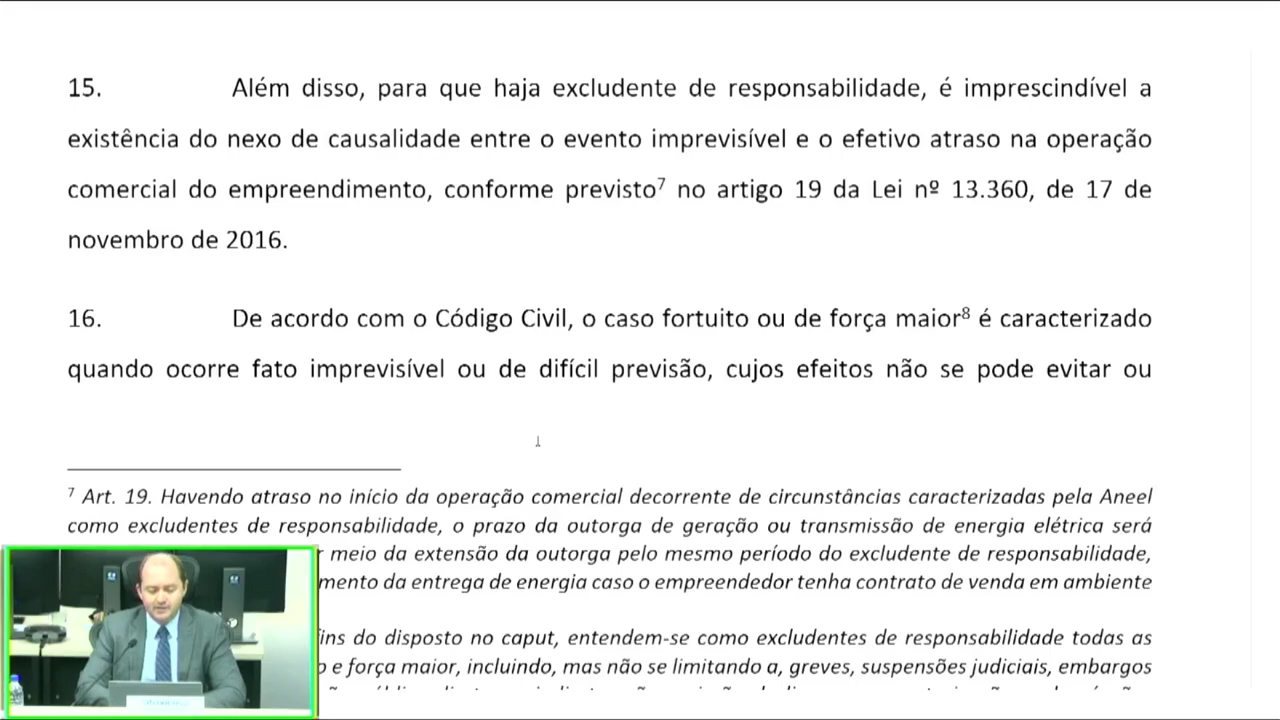 15. Além disso, para que haja excludente de responsabilidade, é imprescindível a
existência do nexo de causalidade entre o evento imprevisível e o efetivo atraso na operação
comercial do empreendimento, conforme previsto⁷ no artigo 19 da Lei nº 13.360, de 17 de
novembro de 2016.
16. De acordo com o Código Civil, o caso fortuito ou de força maior⁸ é caracterizado
quando ocorre fato imprevisível ou de difícil previsão, cujos efeitos não se pode evitar ou
⁷ Art. 19. Havendo atraso no início da operação comercial decorrente de circunstâncias caracterizadas pela Aneel
como excludentes de responsabilidade, o prazo da outorga de geração ou transmissão de energia elétrica será
meio da extensão da outorga pelo mesmo período do excludente de responsabilidade,
da entrega de energia caso o empreendedor tenha contrato de venda em ambiente
do disposto no caput, entendem-se como excludentes de responsabilidade todas as
e força maior, incluindo, mas não se limitando a, greves, suspensões judiciais, embargos